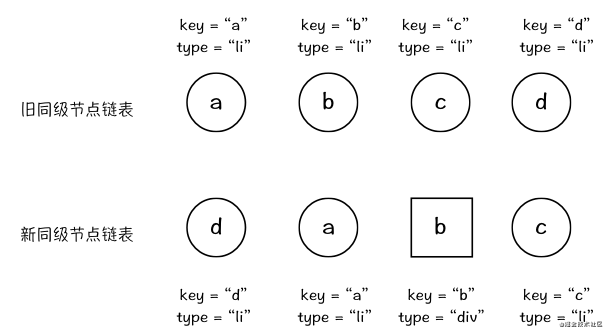 key = “a” key = “b” key = “c” key = “d”
type = “li” type = “li” type = “li” type = “li”
旧同级节点链表 a b c d
新同级节点链表 d a b c
key = “d” key = “a” key = “b” key = “c”
type = “li” type = “li” type = “div” type = “li”
@掘金技术社区